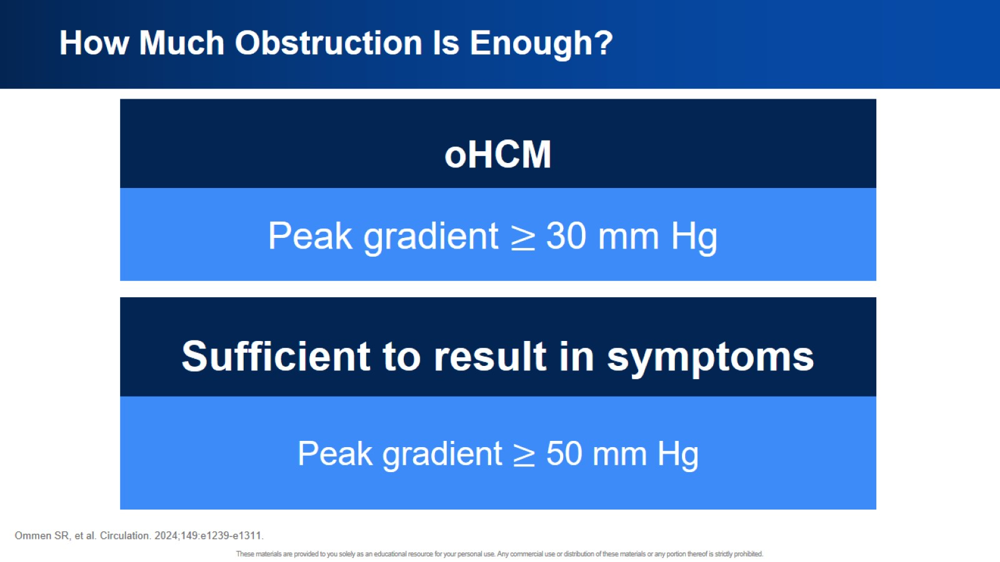 How Much Obstruction Is Enough?
oHCM
Peak gradient ≥ 30 mm Hg
Sufficient to result in symptoms
Peak gradient ≥ 50 mm Hg
Ommen SR, et al. Circulation. 2024;149:e1239-e1311.
These materials are provided to you solely as an educational resource for your personal use. Any commercial use or distribution of these materials or any portion thereof is strictly prohibited.